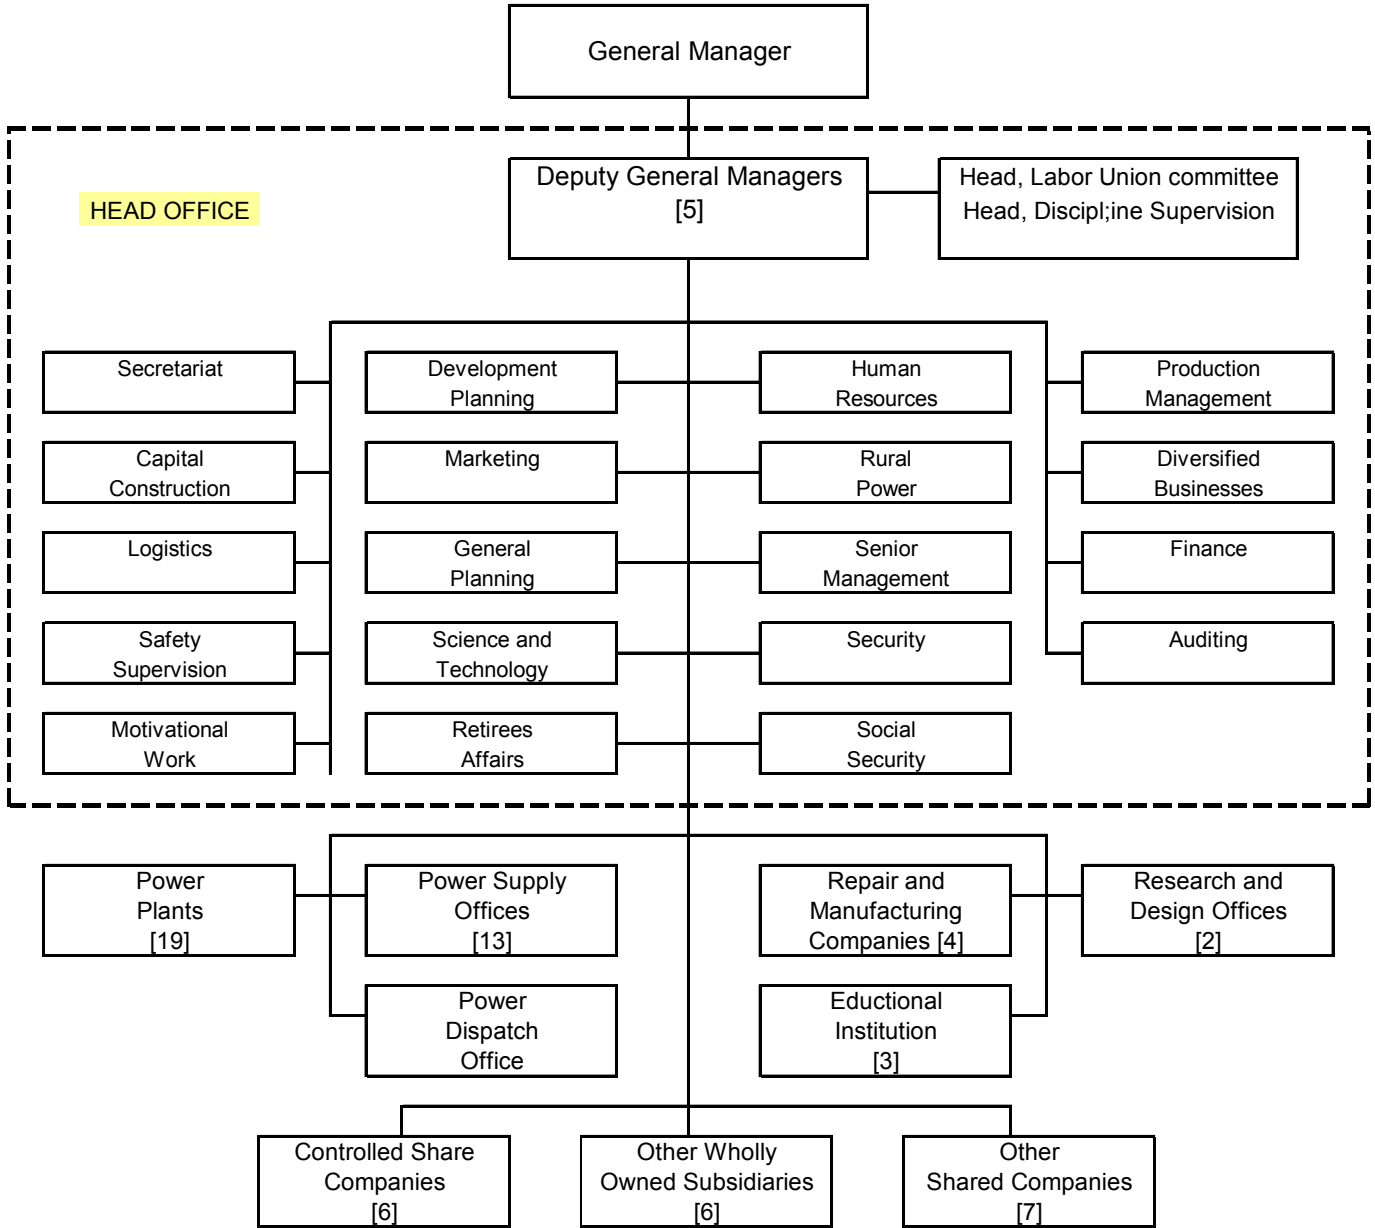 General Manager
Deputy General Managers
[5]
Head, Labor Union committee
Head, Discipl;ine Supervision
HEAD OFFICE
Secretariat
Development
Planning
Human
Resources
Production
Management
Capital
Construction
Marketing
Rural
Power
Diversified
Businesses
Logistics
General
Planning
Senior
Management
Finance
Safety
Supervision
Science and
Technology
Security
Auditing
Motivational
Work
Retirees
Affairs
Social
Security
Power
Plants
[19]
Power Supply
Offices
[13]
Repair and
Manufacturing
Companies [4]
Research and
Design Offices
[2]
Power
Dispatch
Office
Eductional
Institution
[3]
Controlled Share
Companies
[6]
Other Wholly
Owned Subsidiaries
[6]
Other
Shared Companies
[7]